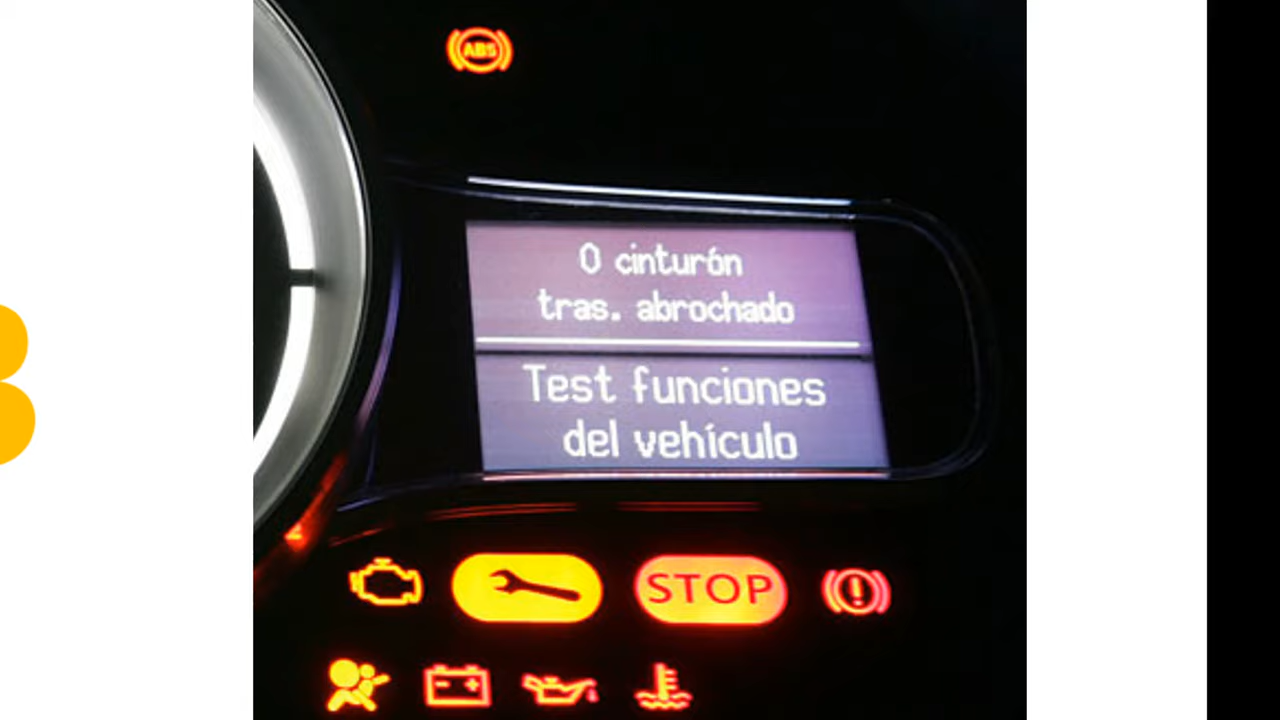 ABS
0 cinturón
tras. abrochado
Test funciones
del vehículo
STOP